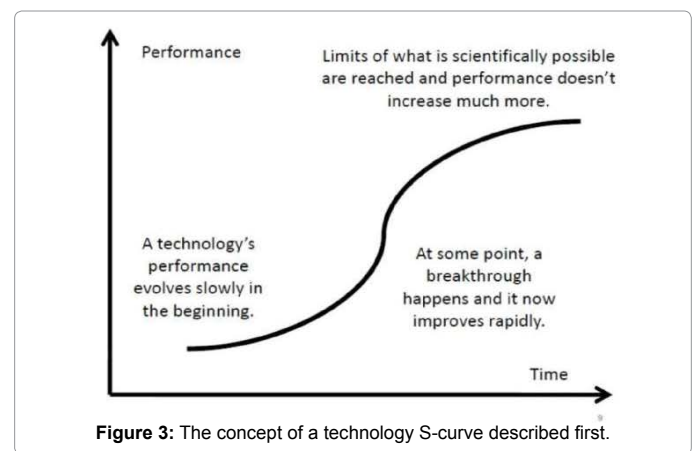 Performance
Limits of what is scientifically possible
are reached and performance doesn't
increase much more.
A technology's
performance
evolves slowly in
the beginning.
At some point, a
breakthrough
happens and it now
improves rapidly.
Time
9
Figure 3: The concept of a technology S-curve described first.